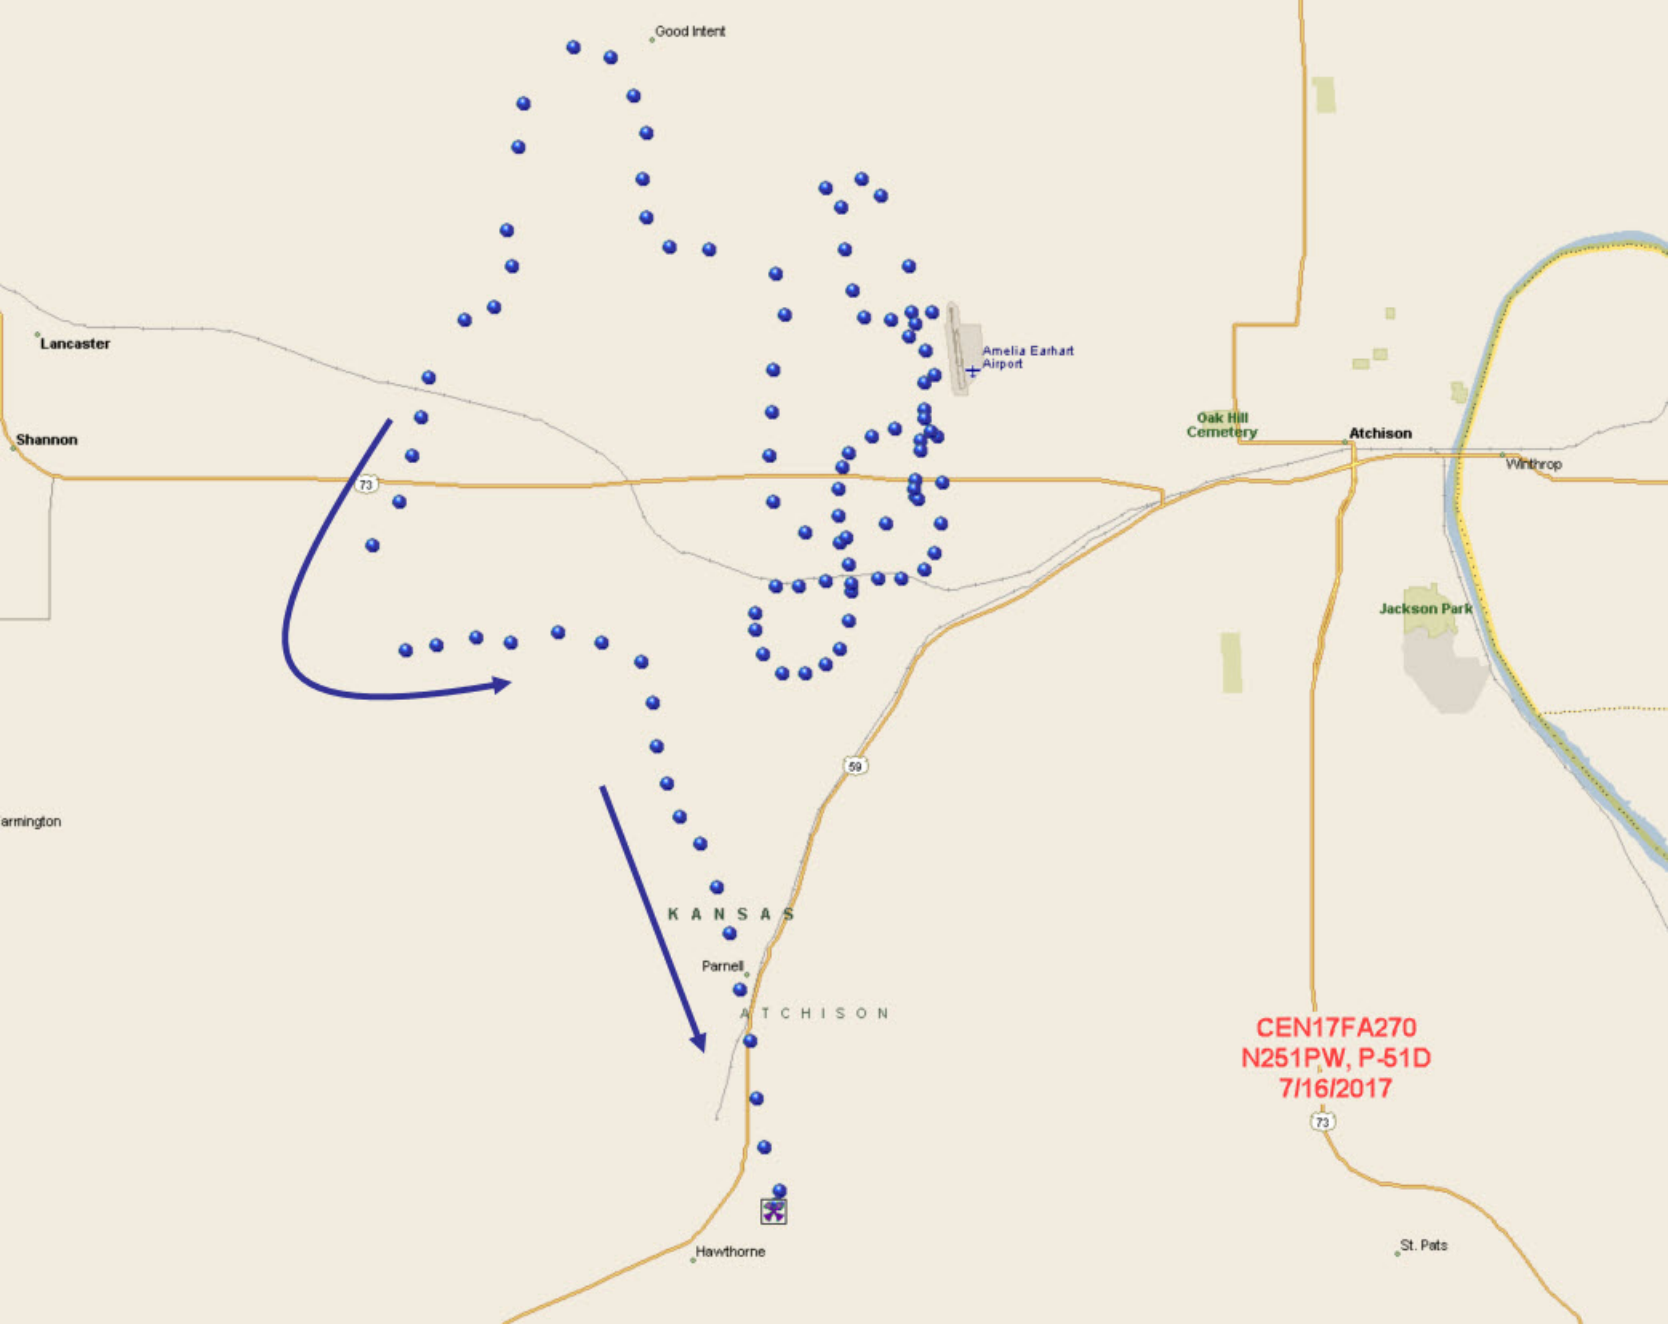 Good Intent
Lancaster
Amelia Earhart
Airport
Shannon
Oak Hill
Cemetery
Atchison
Winthrop
73
Jackson Park
59
armington
KANSAS
Parnell
ATCHISON
CEN17FA270
N251PW, P-51D
7/16/2017
73
Hawthorne
St. Pats